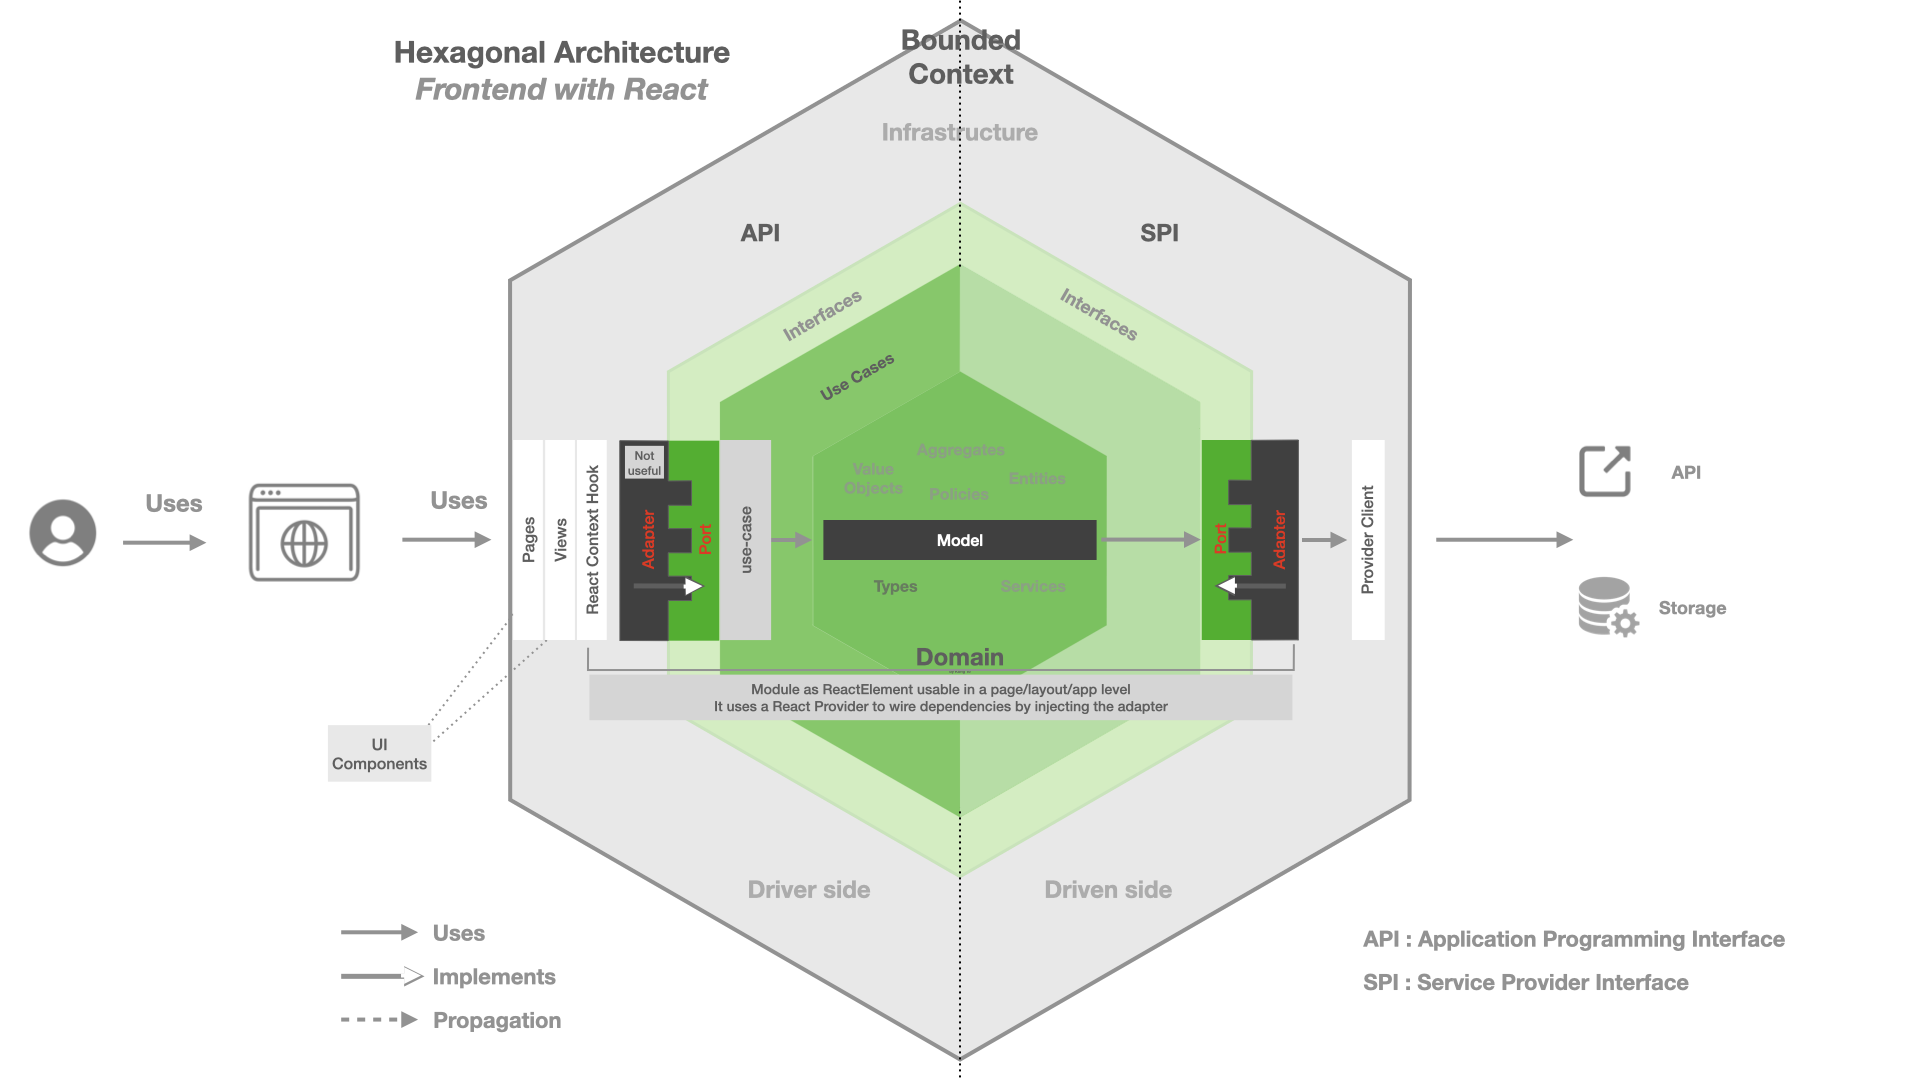 Hexagonal Architecture
Frontend with React
Bounded
Context
Infrastructure
API
SPI
Interfaces
Interfaces
Use Cases
Aggregates
Value
Objects
Entities
Policies
Model
Types
Services
Domain
Uses
Uses
Pages
Views
React Context Hook
Not
useful
Adapter
Port
use-case
Port
Adapter
Provider Client
API
Storage
Module as ReactElement usable in a page/layout/app level
It uses a React Provider to wire dependencies by injecting the adapter
UI
Components
Driver side
Driven side
Uses
Implements
Propagation
API : Application Programming Interface
SPI : Service Provider Interface